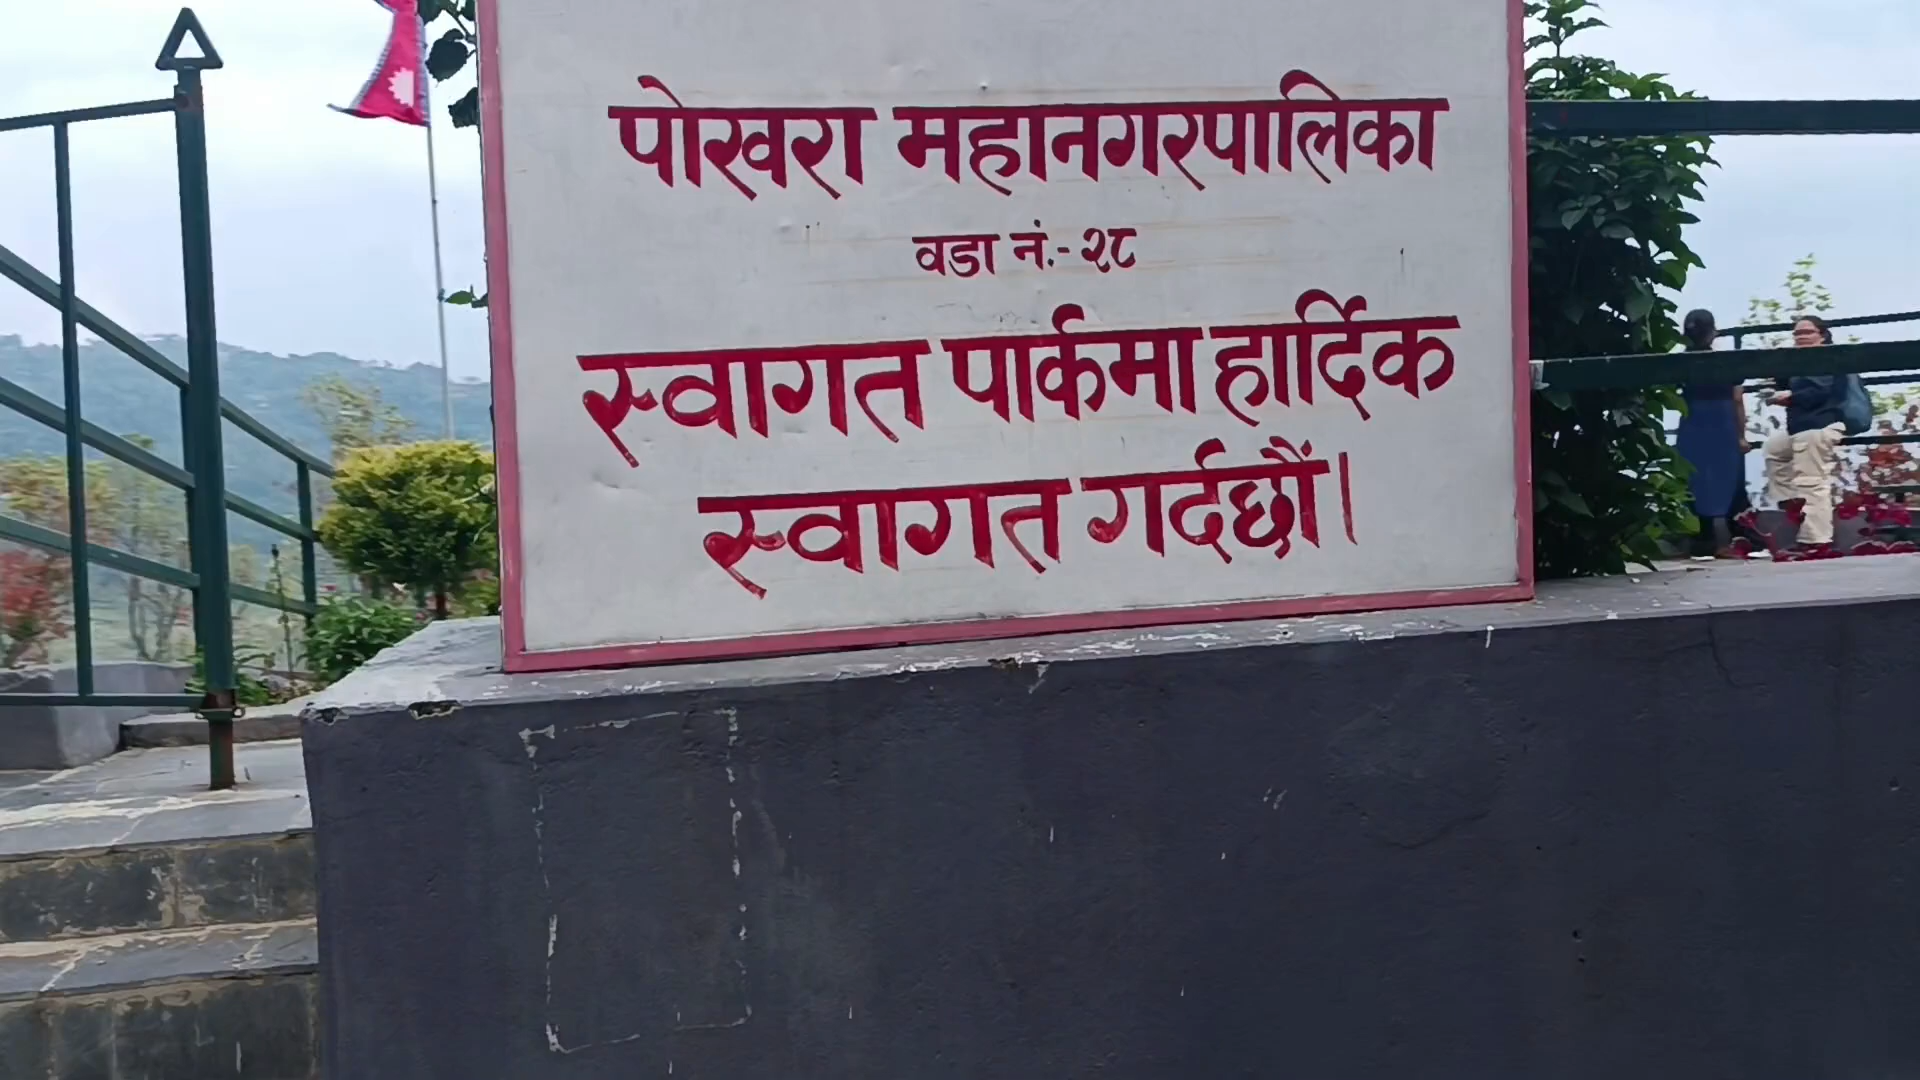 पोखरा महानगरपालिका
वडा नं.- २८
स्वागत पार्कमा हार्दिक
स्वागत गर्दछौं।